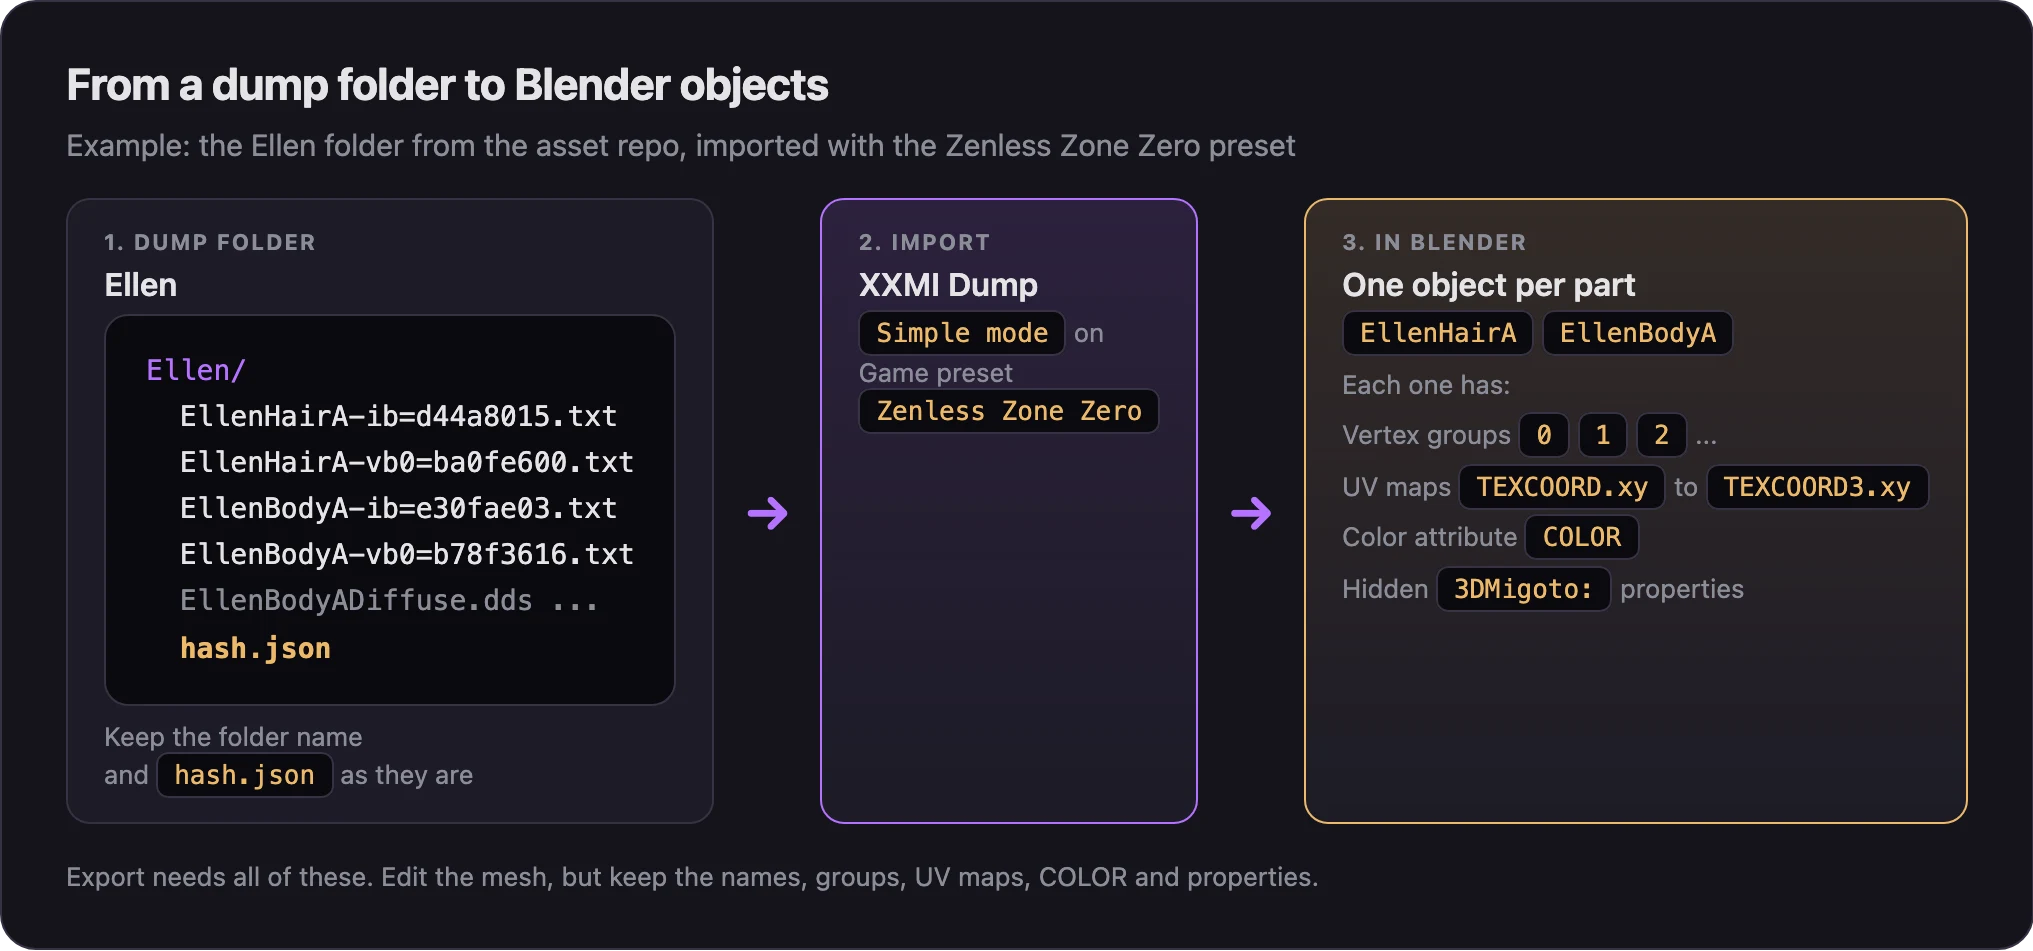 From a dump folder to Blender objects
Example: the Ellen folder from the asset repo, imported with the Zenless Zone Zero preset
1. DUMP FOLDER
Ellen
Ellen/
EllenHairA-ib=d44a8015.txt
EllenHairA-vb0=ba0fe600.txt
EllenBodyA-ib=e30fae03.txt
EllenBodyA-vb0=b78f3616.txt
EllenBodyADiffuse.dds ...
hash.json
Keep the folder name
and hash.json as they are
2. IMPORT
XXMI Dump
Simple mode on
Game preset
Zenless Zone Zero
3. IN BLENDER
One object per part
EllenHairA EllenBodyA
Each one has:
Vertex groups 0 1 2 ...
UV maps TEXCOORD.xy to TEXCOORD3.xy
Color attribute COLOR
Hidden 3DMigoto: properties
Export needs all of these. Edit the mesh, but keep the names, groups, UV maps, COLOR and properties.